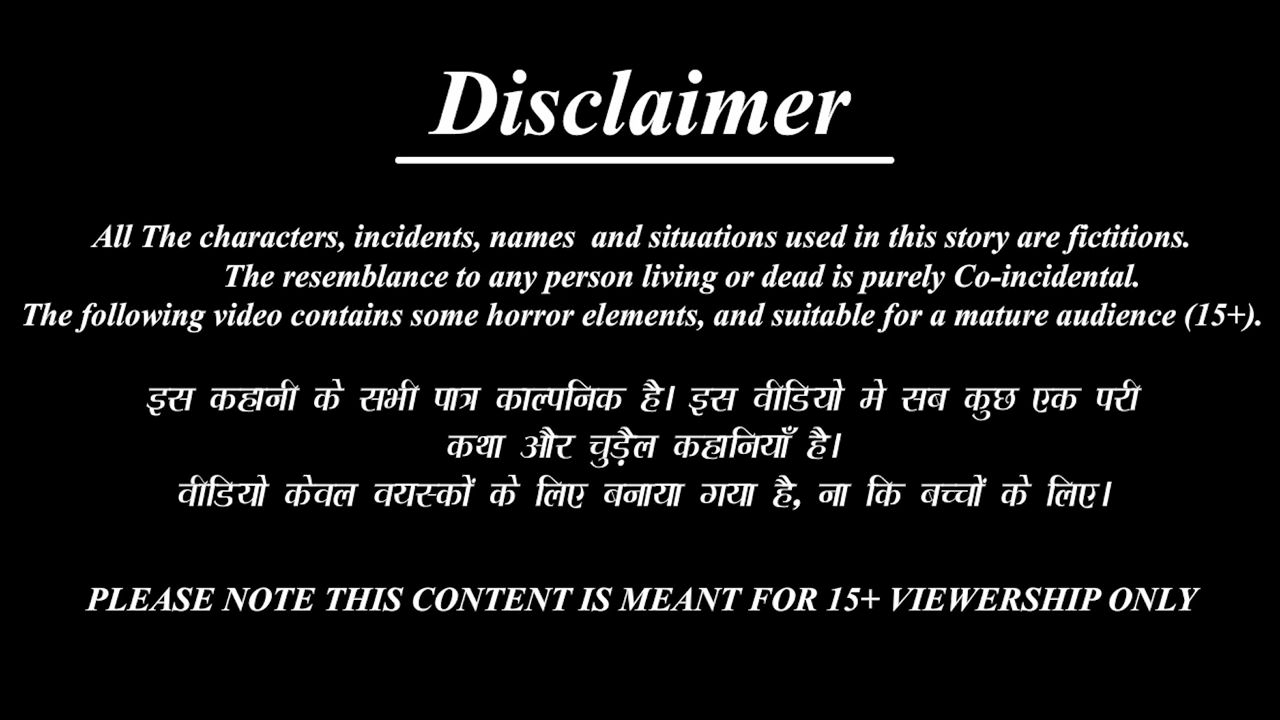 Disclaimer
All The characters, incidents, names and situations used in this story are fictitions.
The resemblance to any person living or dead is purely Co-incidental.
The following video contains some horror elements, and suitable for a mature audience (15+).
इस कहानी के सभी पात्र काल्पनिक है। इस वीडियो मे सब कुछ एक परी
कथा और चुड़ैल कहानियाँ है।
वीडियो केवल वयस्कों के लिए बनाया गया है, ना कि बच्चों के लिए।
PLEASE NOTE THIS CONTENT IS MEANT FOR 15+ VIEWERSHIP ONLY